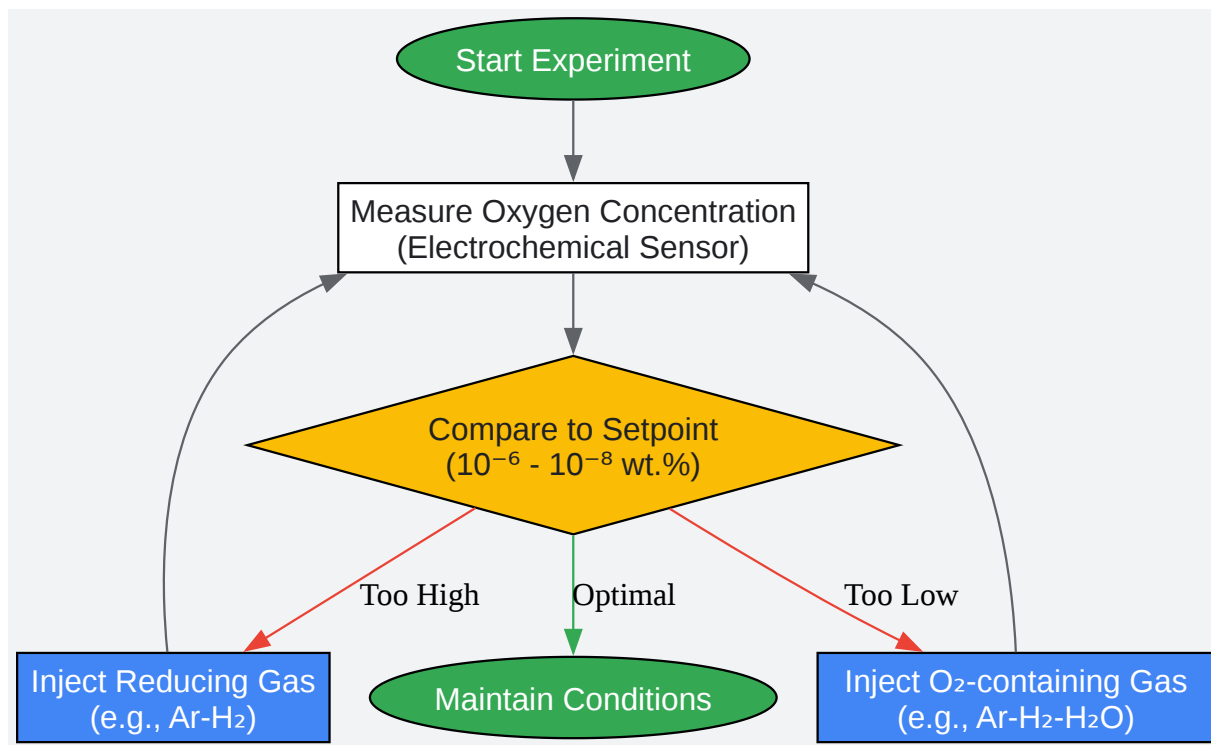 Start Experiment
Measure Oxygen Concentration
(Electrochemical Sensor)
Compare to Setpoint
(10⁻⁶ - 10⁻⁸ wt.%)
Too High
Optimal
Too Low
Inject Reducing Gas
(e.g., Ar-H₂)
Maintain Conditions
Inject O₂-containing Gas
(e.g., Ar-H₂-H₂O)